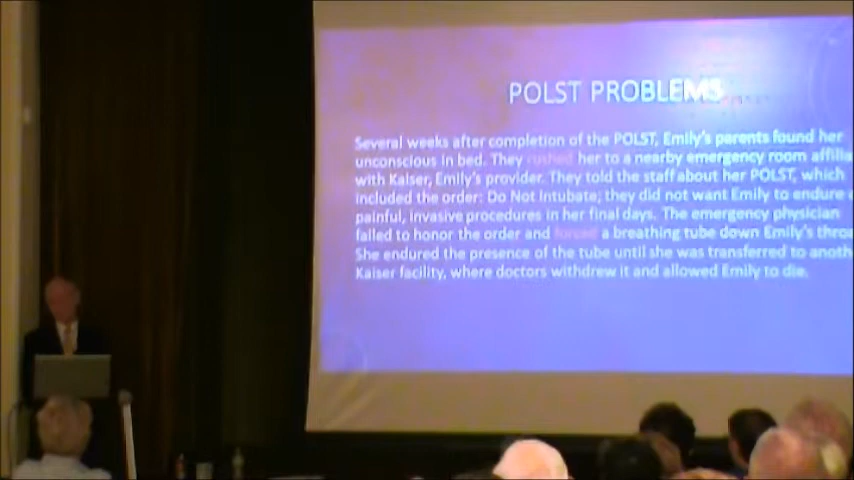 POLST PROBLEMS
Several weeks after completion of the POLST, Emily's parents found her
unconscious in bed. They rushed her to a nearby emergency room affilia
with Kaiser, Emily's provider. They told the staff about her POLST, which
included the order: Do Not Intubate; they did not want Emily to endure
painful, invasive procedures in her final days. The emergency physician
failed to honor the order and forced a breathing tube down Emily's throa
She endured the presence of the tube until she was transferred to anoth
Kaiser facility, where doctors withdrew it and allowed Emily to die.